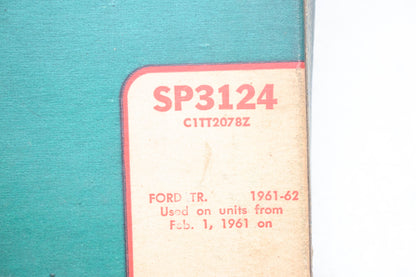 SP3124
C1TT2078Z
FORD TR. 1961-62
Used on units from
Feb. 1, 1961 on